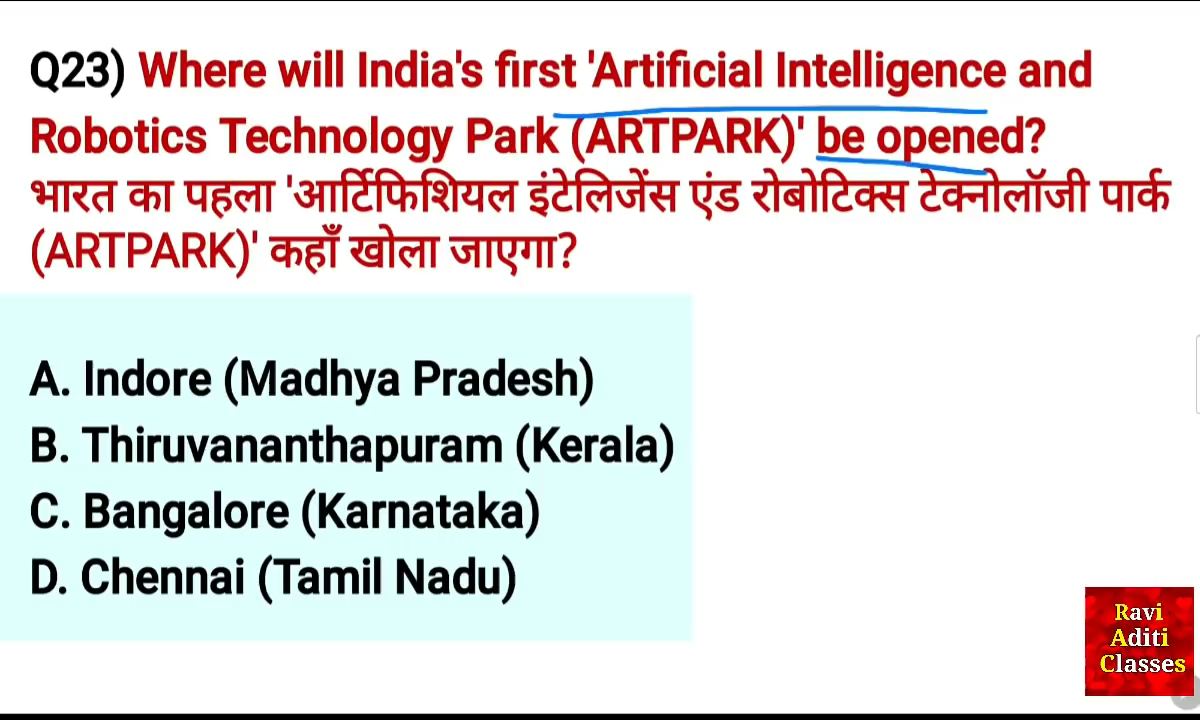 Q23) Where will India's first 'Artificial Intelligence and
Robotics Technology Park (ARTPARK)' be opened?
भारत का पहला 'आर्टिफिशियल इंटेलिजेंस एंड रोबोटिक्स टेक्नोलॉजी पार्क
(ARTPARK)' कहाँ खोला जाएगा?
A. Indore (Madhya Pradesh)
B. Thiruvananthapuram (Kerala)
C. Bangalore (Karnataka)
D. Chennai (Tamil Nadu)
Ravi
Aditi
Classes